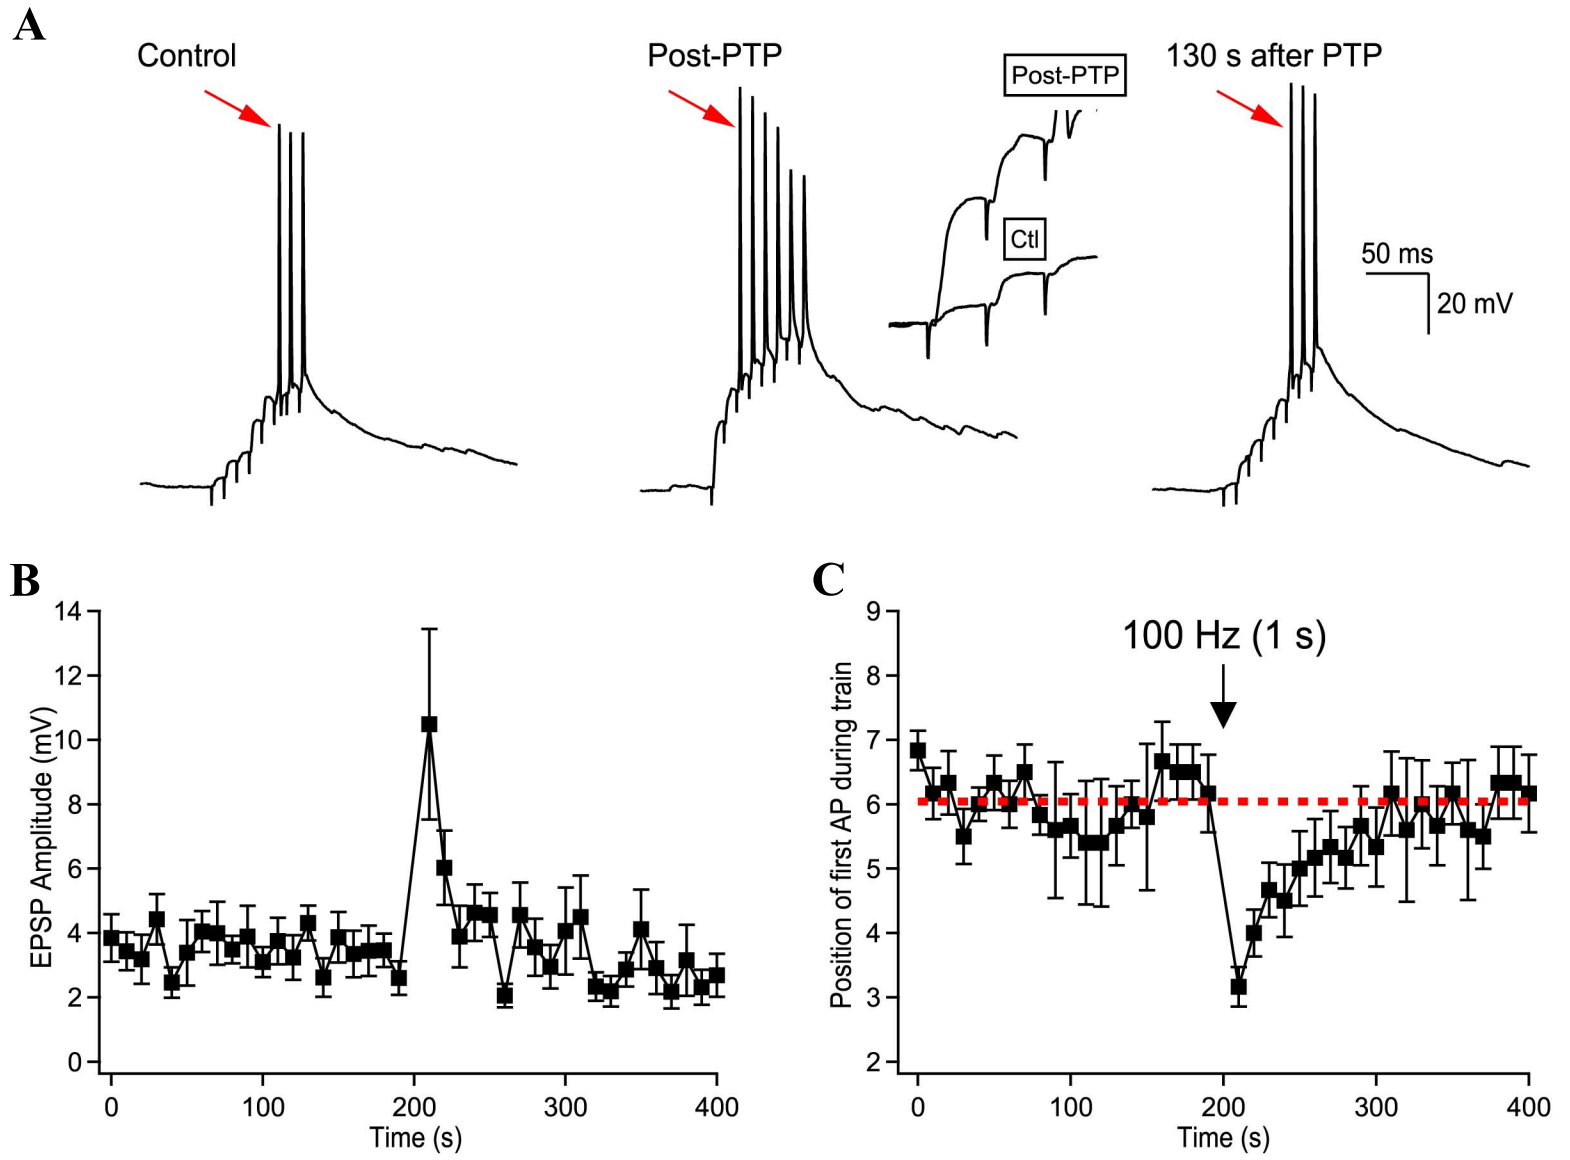 A
Control
Post-PTP
Post-PTP
Ctl
130 s after PTP
50 ms
20 mV
B
14
12
10
8
6
4
2
0
EPSP Amplitude (mV)
0
100
200
300
400
Time (s)
C
9
8
7
6
5
4
3
2
Position of first AP during train
100 Hz (1 s)
0
100
200
300
400
Time (s)